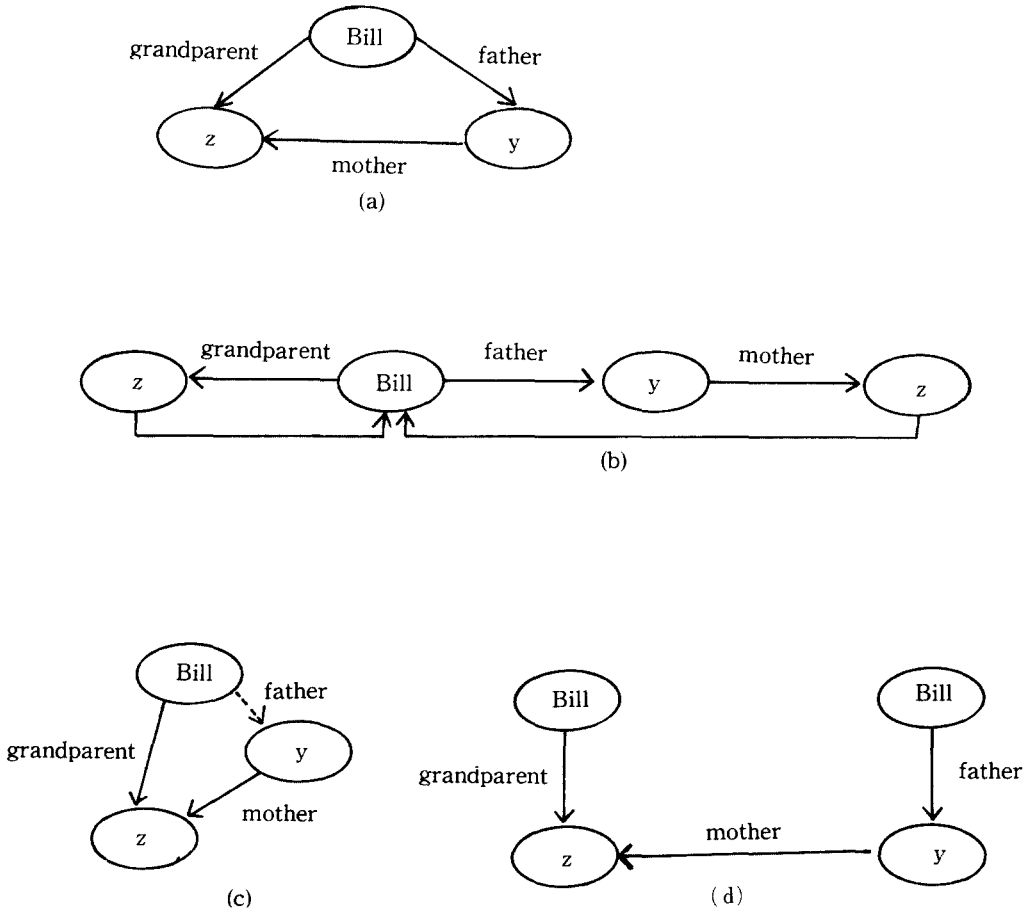 Bill
grandparent
father
z
y
mother
(a)
grandparent
father
mother
z
Bill
y
z
(b)
Bill
father
grandparent
y
mother
z
(c)
Bill
Bill
grandparent
father
mother
z
y
(d)